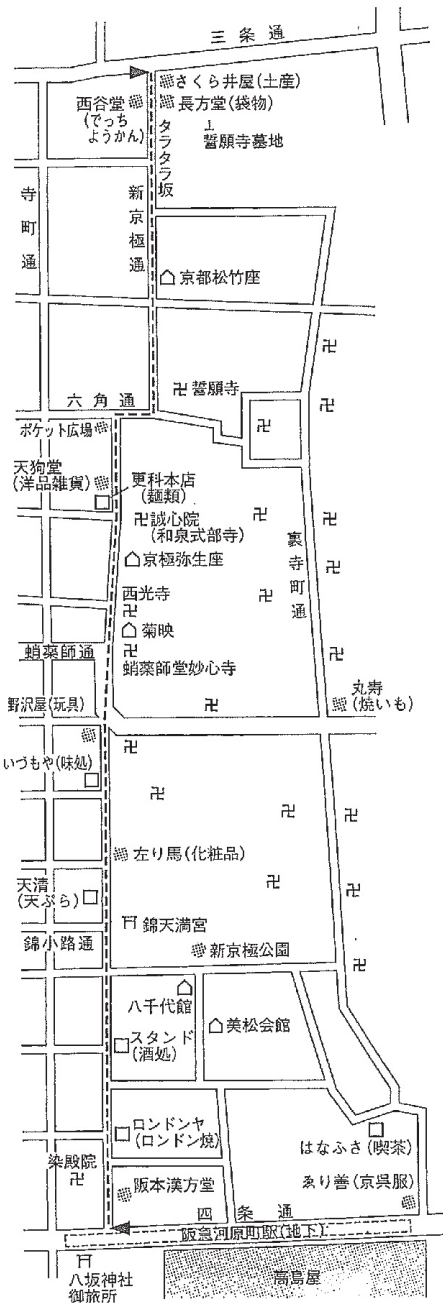 三条通
さくら井屋(土産)
西谷堂
(でっち
ようかん)
長方堂(袋物)
誓願寺墓地
タラタラ坂
寺町通
新京極通
京都松竹座
六角通
誓願寺
ポケット広場
天狗堂
(洋品雑貨)
更科本店
(麺類)
誠心院
(和泉式部寺)
京極弥生座
裏寺町通
西光寺
菊映
蛸薬師通
蛸薬師堂妙心寺
丸寿
(焼いも)
野沢屋(玩具)
いづもや(味処)
左り馬(化粧品)
天清
(天ぷら)
錦天満宮
錦小路通
新京極公園
八千代館
美松会館
スタンド
(酒処)
ロンドンヤ
(ロンドン焼)
はなふさ(喫茶)
染殿院
ゑり善(京呉服)
阪本漢方堂
四条通
阪急河原町駅(地下)
八坂神社
御旅所
高島屋